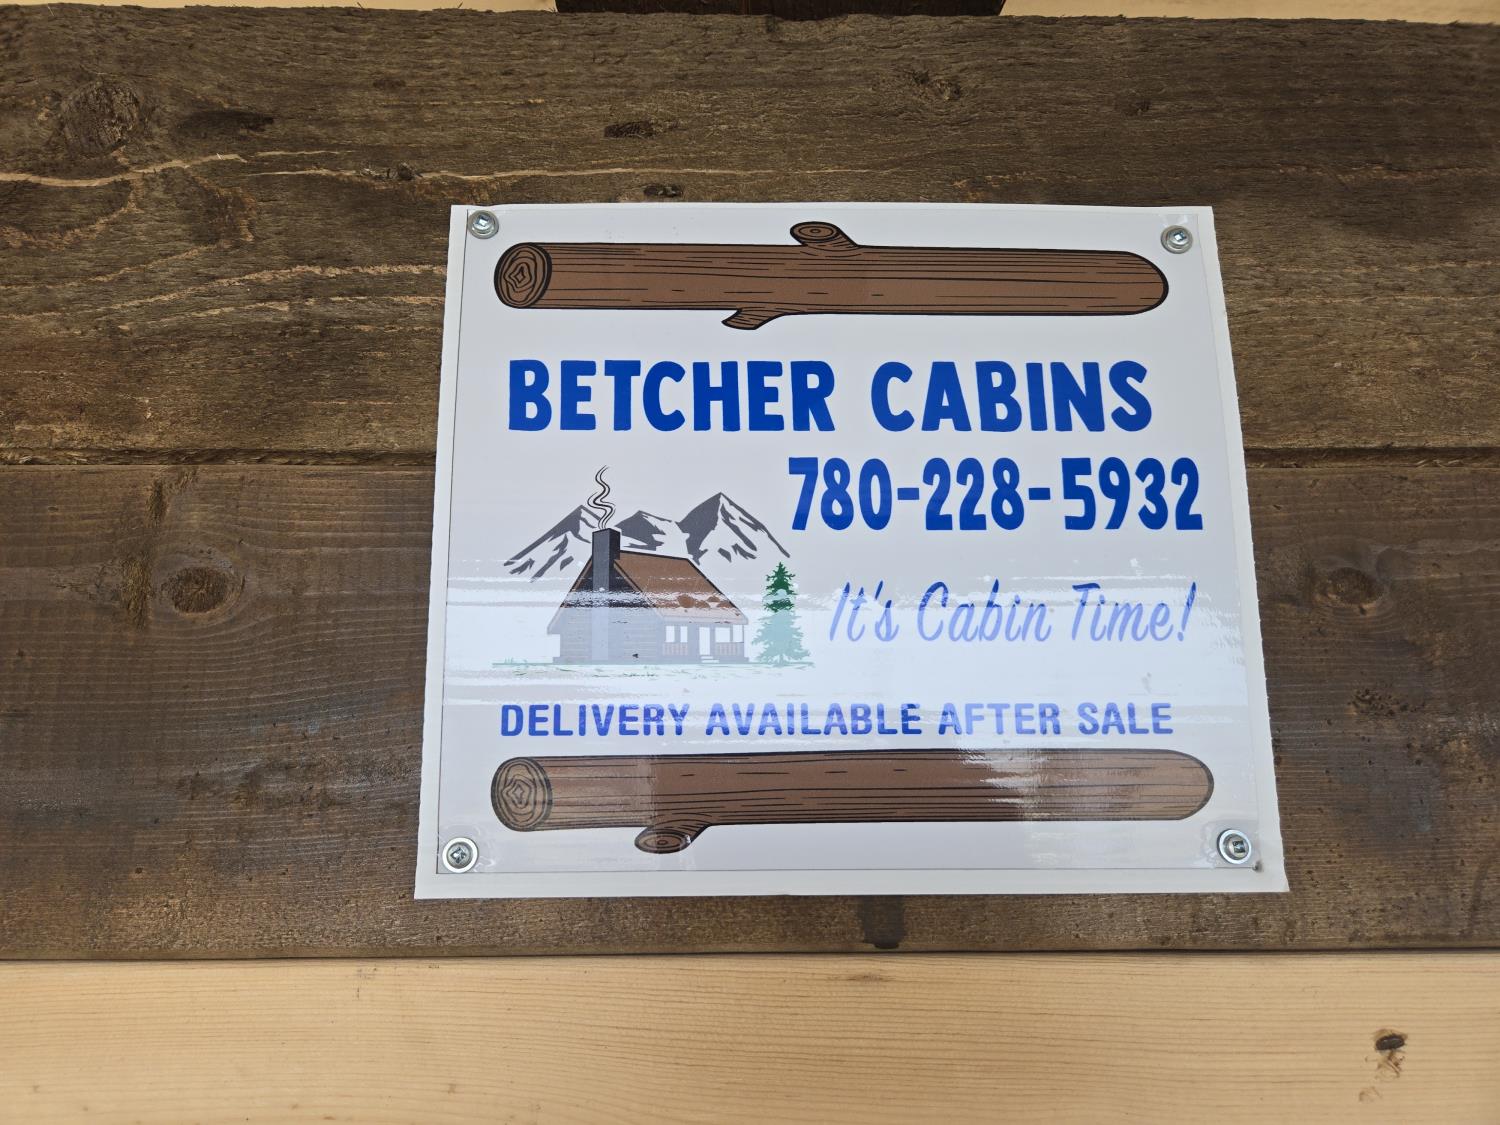 BETCHER CABINS
780-228-5932
It's Cabin Time!
DELIVERY AVAILABLE AFTER SALE